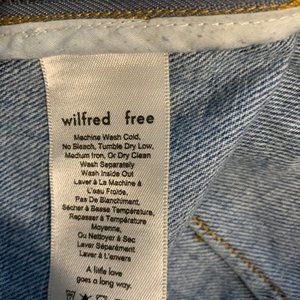 wilfred free
Machine Wash Cold,
No Bleach, Tumble Dry Low,
Medium Iron, Or Dry Clean
Wash Separately
Wash Inside Out
Laver À La Machine À
L'eau Froide,
Pas De Blanchiment,
Sécher À Basse Température,
Repasser À Température
Moyenne,
Ou Nettoyer À Sec
Laver Séparément
Laver À L'envers
A little love
goes a long way.